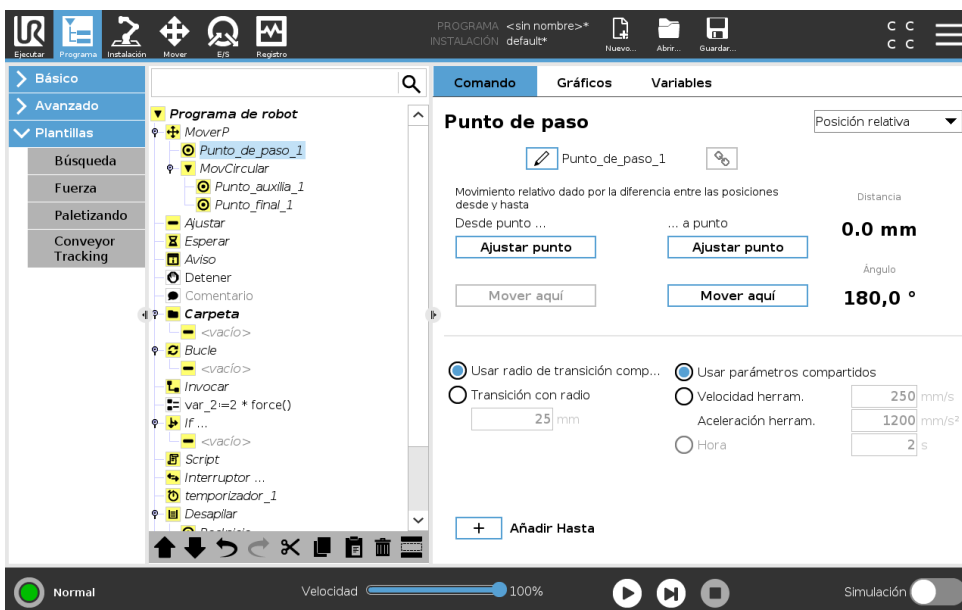 PROGRAMA <sin nombre>*
INSTALACIÓN default*
Ejecutar
Programa
Instalación
Mover
E/S
Registro
Nuevo...
Abrir...
Guardar...
C C
C C
Básico
Avanzado
Plantillas
Búsqueda
Fuerza
Paletizando
Conveyor
Tracking
Programa de robot
MoverP
Punto_de_paso_1
MovCircular
Punto_auxilia_1
Punto_final_1
Ajustar
Esperar
Aviso
Detener
Comentario
Carpeta
<vacío>
Bucle
<vacío>
Invocar
var_2:=2 * force()
If ...
<vacío>
Script
Interruptor ...
temporizador_1
Desapilar
Comando
Gráficos
Variables
Punto de paso
Posición relativa
Punto_de_paso_1
Movimiento relativo dado por la diferencia entre las posiciones
desde y hasta
Desde punto ...
... a punto
Ajustar punto
Ajustar punto
Mover aquí
Mover aquí
Distancia
0.0 mm
Ángulo
180,0 °
Usar radio de transición comp...
Transición con radio
25 mm
Usar parámetros compartidos
Velocidad herram.
250 mm/s
Aceleración herram.
1200 mm/s²
Hora
2 s
+ Añadir Hasta
Normal
Velocidad
100%
Simulación